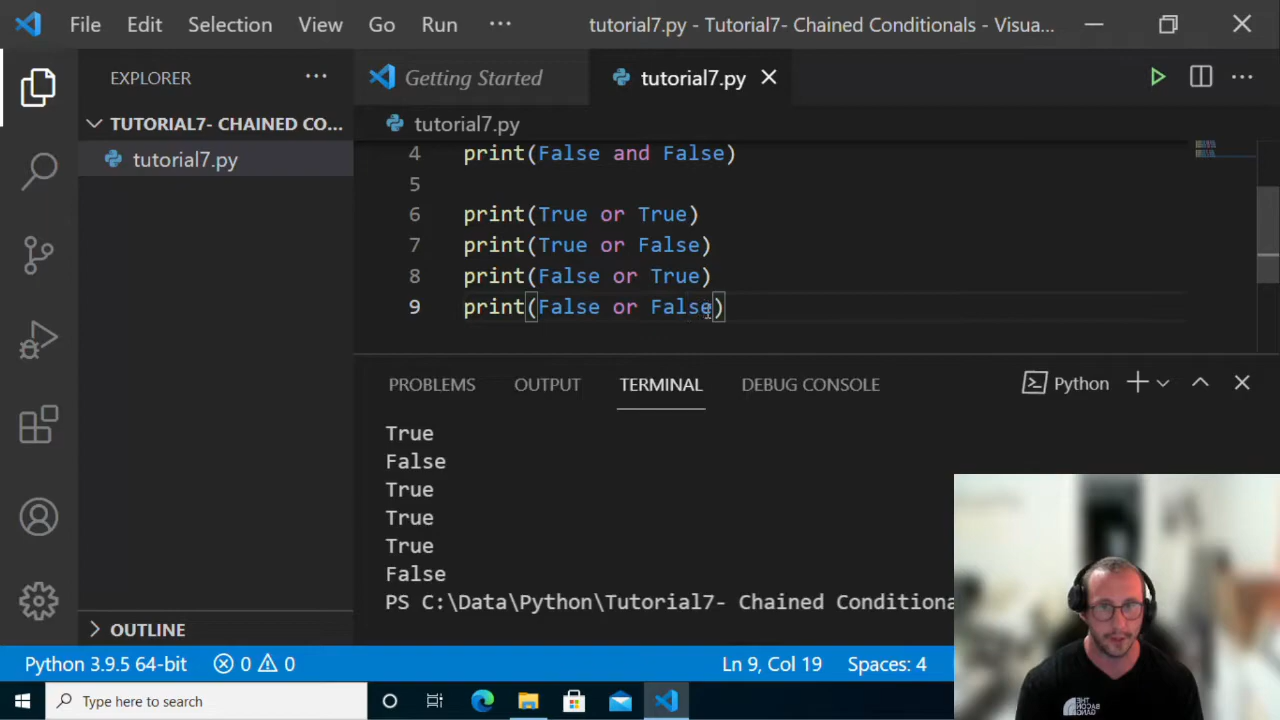 File Edit Selection View Go Run ··· tutorial7.py - Tutorial7- Chained Conditionals - Visua...
EXPLORER ···
Getting Started
tutorial7.py
TUTORIAL7- CHAINED CO...
tutorial7.py
tutorial7.py
4 print(False and False)
5
6 print(True or True)
7 print(True or False)
8 print(False or True)
9 print(False or False)
PROBLEMS OUTPUT TERMINAL DEBUG CONSOLE Python
True
False
True
True
True
False
PS C:\Data\Python\Tutorial7- Chained Conditiona
OUTLINE
Python 3.9.5 64-bit 0 0 Ln 9, Col 19 Spaces: 4
Type here to search
THE
BACON
GANG